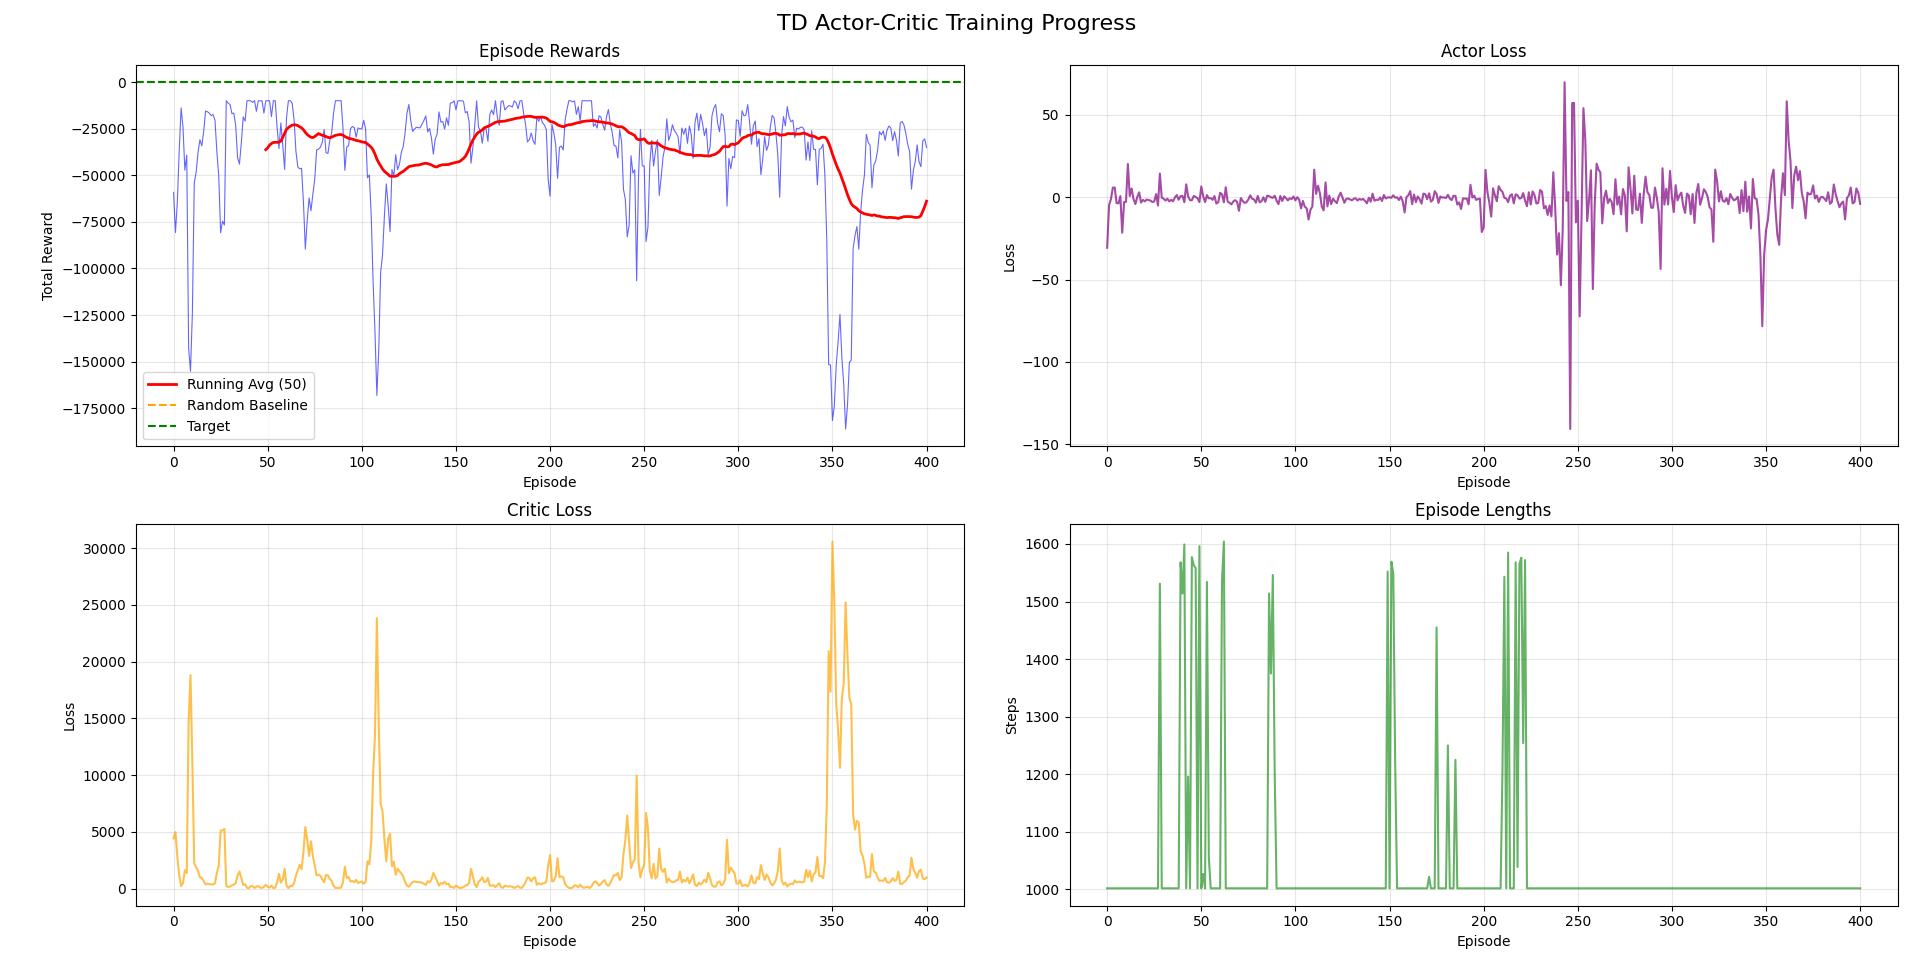 TD Actor-Critic Training Progress
Episode Rewards
Total Reward
0
−25000
−50000
−75000
−100000
−125000
−150000
−175000
Running Avg (50)
Random Baseline
Target
0 50 100 150 200 250 300 350 400
Episode
Actor Loss
Loss
50
0
−50
−100
−150
0 50 100 150 200 250 300 350 400
Episode
Critic Loss
Loss
30000
25000
20000
15000
10000
5000
0
0 50 100 150 200 250 300 350 400
Episode
Episode Lengths
Steps
1600
1500
1400
1300
1200
1100
1000
0 50 100 150 200 250 300 350 400
Episode